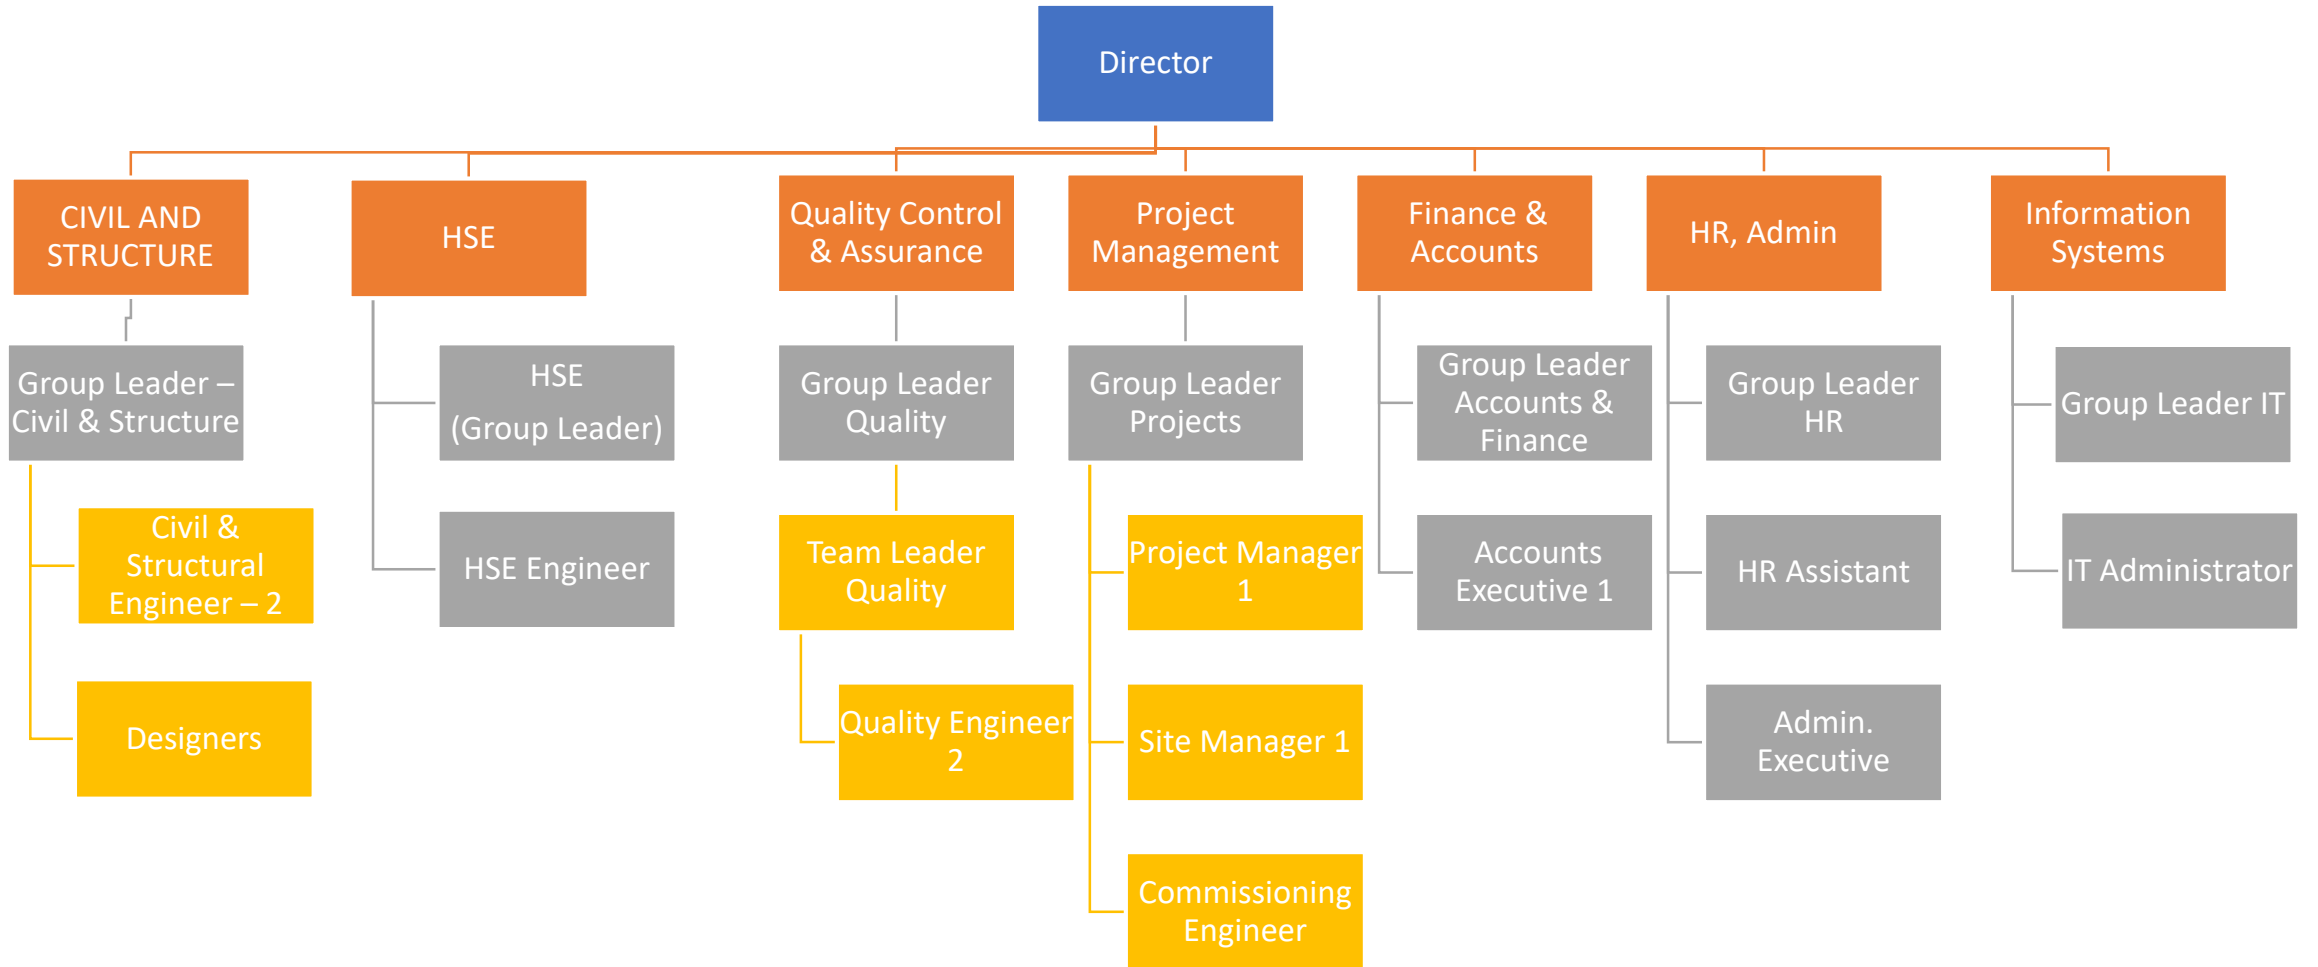 Director
CIVIL AND
STRUCTURE
HSE
Quality Control
& Assurance
Project
Management
Finance &
Accounts
HR, Admin
Information
Systems
Group Leader –
Civil & Structure
HSE
(Group Leader)
Group Leader
Quality
Group Leader
Projects
Group Leader
Accounts &
Finance
Group Leader
HR
Group Leader IT
Civil &
Structural
Engineer – 2
HSE Engineer
Team Leader
Quality
Project Manager
1
Accounts
Executive 1
HR Assistant
IT Administrator
Designers
Quality Engineer
2
Site Manager 1
Admin.
Executive
Commissioning
Engineer